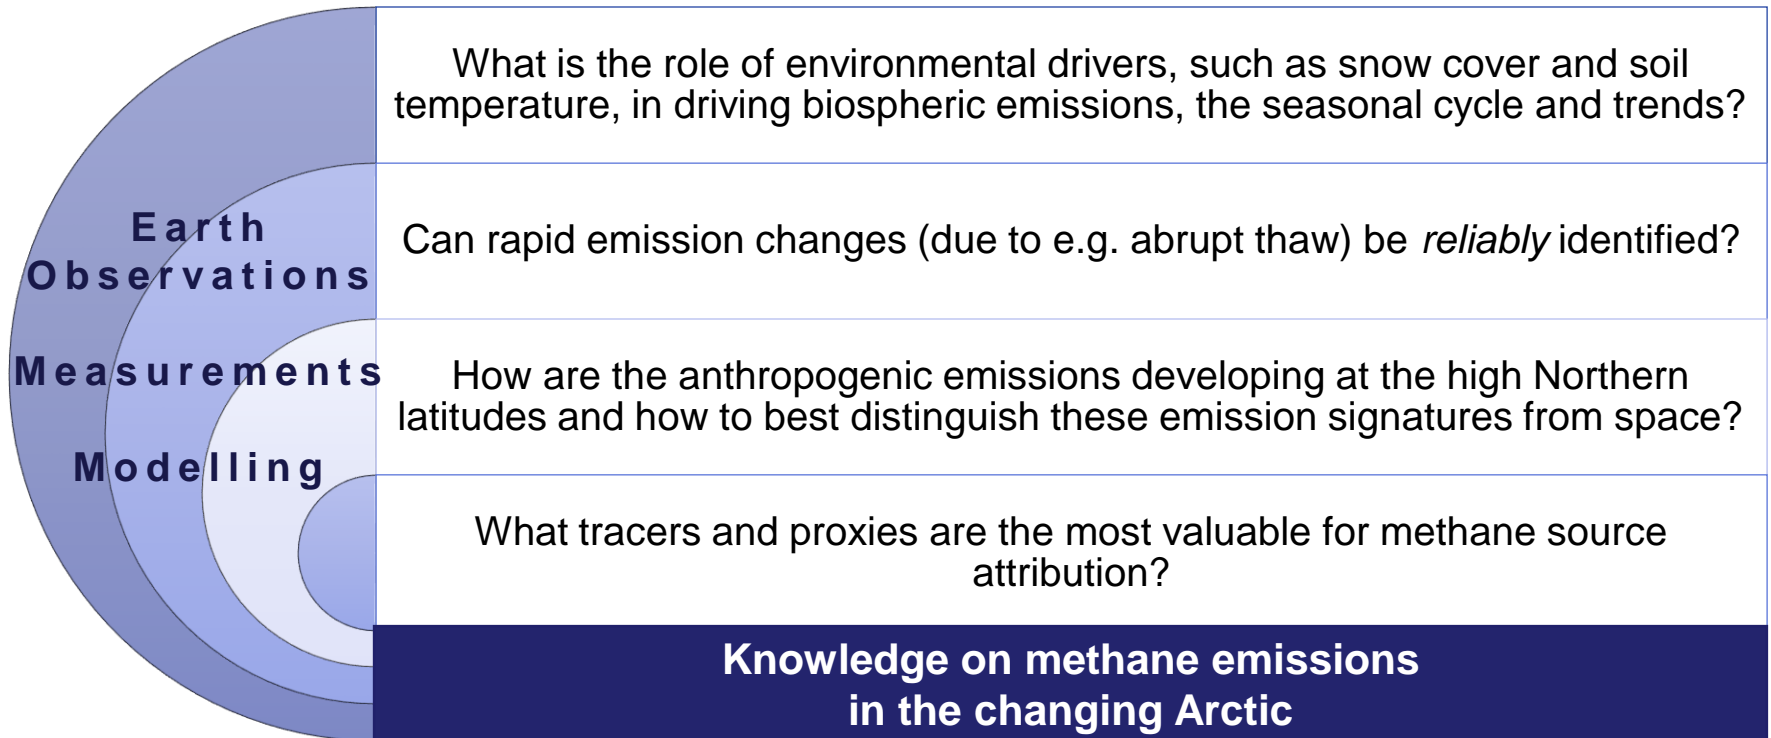 What is the role of environmental drivers, such as snow cover and soil
temperature, in driving biospheric emissions, the seasonal cycle and trends?
Earth
Observations
Measurements
Modelling
Can rapid emission changes (due to e.g. abrupt thaw) be reliably identified?
How are the anthropogenic emissions developing at the high Northern
latitudes and how to best distinguish these emission signatures from space?
What tracers and proxies are the most valuable for methane source
attribution?
Knowledge on methane emissions
in the changing Arctic